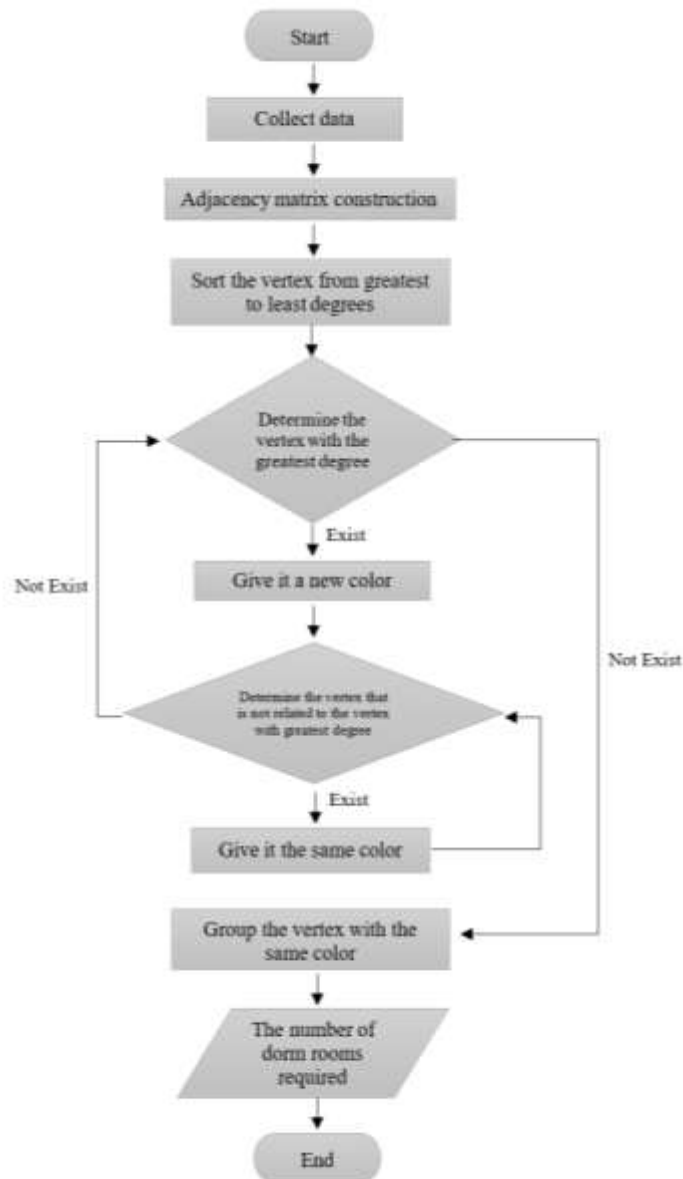 Start
Collect data
Adjacency matrix construction
Sort the vertex from greatest
to least degrees
Determine the
vertex with the
greatest degree
Exist
Give it a new color
Not Exist
Not Exist
Determine the vertex that
is not related to the vertex
with greatest degree
Exist
Give it the same color
Group the vertex with the
same color
The number of
dorm rooms
required
End